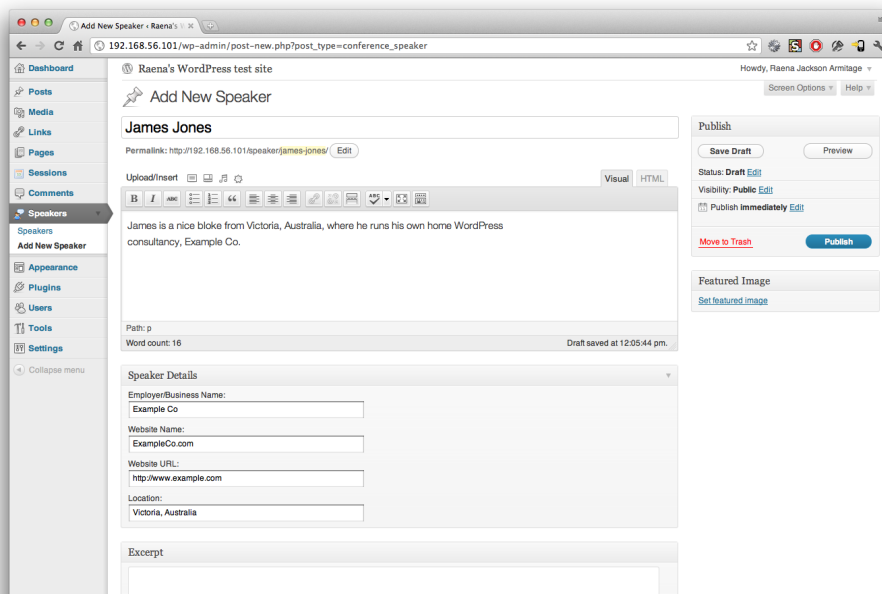 Add New Speaker ‹ Raena's W
192.168.56.101/wp-admin/post-new.php?post_type=conference_speaker
Raena's WordPress test site
Howdy, Raena Jackson Armitage
Screen Options
Help
Dashboard
Posts
Media
Links
Pages
Sessions
Comments
Speakers
Speakers
Add New Speaker
Appearance
Plugins
Users
Tools
Settings
Collapse menu
Add New Speaker
James Jones
Permalink: http://192.168.56.101/speaker/james-jones/ Edit
Upload/Insert
Visual HTML
B I ABC ABC
James is a nice bloke from Victoria, Australia, where he runs his own home WordPress
consultancy, Example Co.
Path: p
Word count: 16 Draft saved at 12:05:44 pm.
Speaker Details
Employer/Business Name:
Example Co
Website Name:
ExampleCo.com
Website URL:
http://www.example.com
Location:
Victoria, Australia
Excerpt
Publish
Save Draft Preview
Status: Draft Edit
Visibility: Public Edit
Publish immediately Edit
Move to Trash Publish
Featured Image
Set featured image